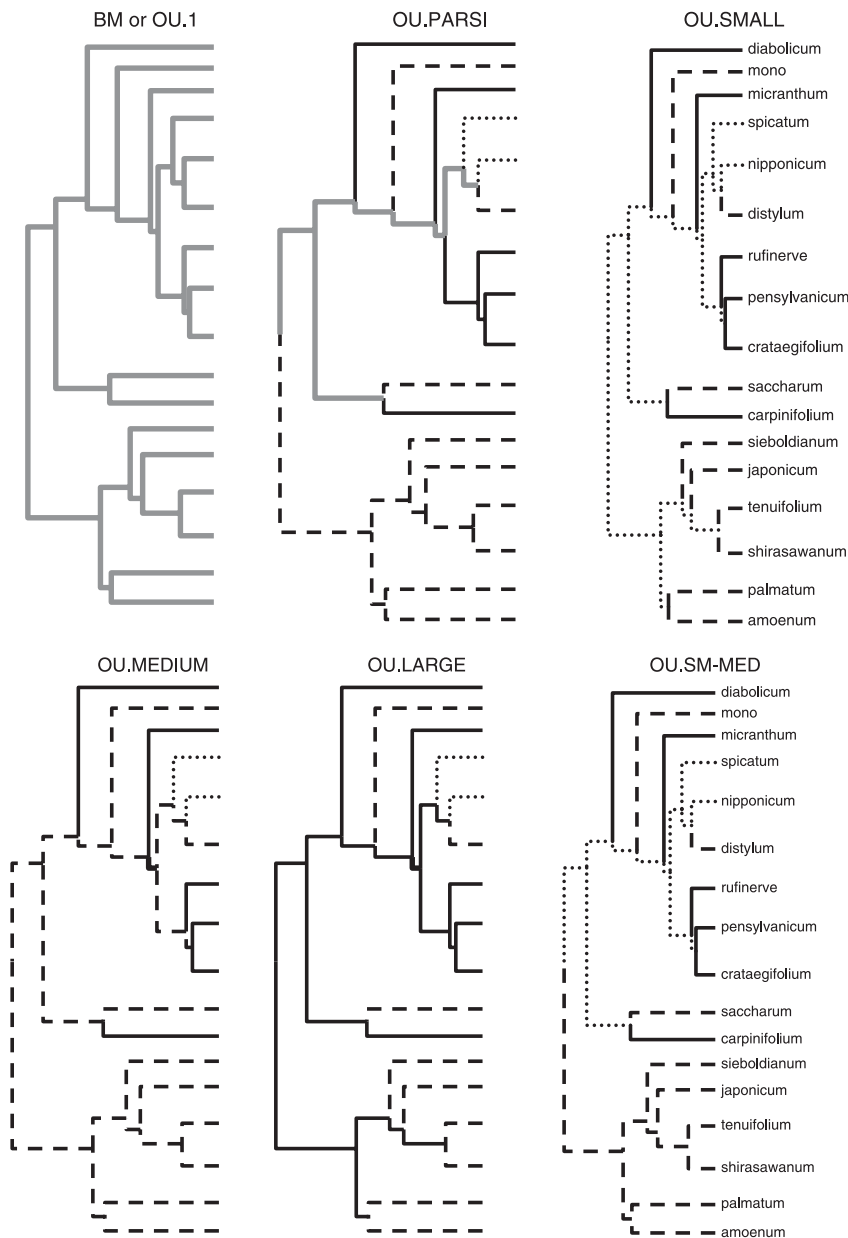 BM or OU.1
OU.PARSI
OU.SMALL
diabolicum
mono
micranthum
spicatum
nipponicum
distylum
rufinerve
pensylvanicum
crataegifolium
saccharum
carpinifolium
sieboldianum
japonicum
tenuifolium
shirasawanum
palmatum
amoenum
OU.MEDIUM
OU.LARGE
OU.SM-MED
diabolicum
mono
micranthum
spicatum
nipponicum
distylum
rufinerve
pensylvanicum
crataegifolium
saccharum
carpinifolium
sieboldianum
japonicum
tenuifolium
shirasawanum
palmatum
amoenum